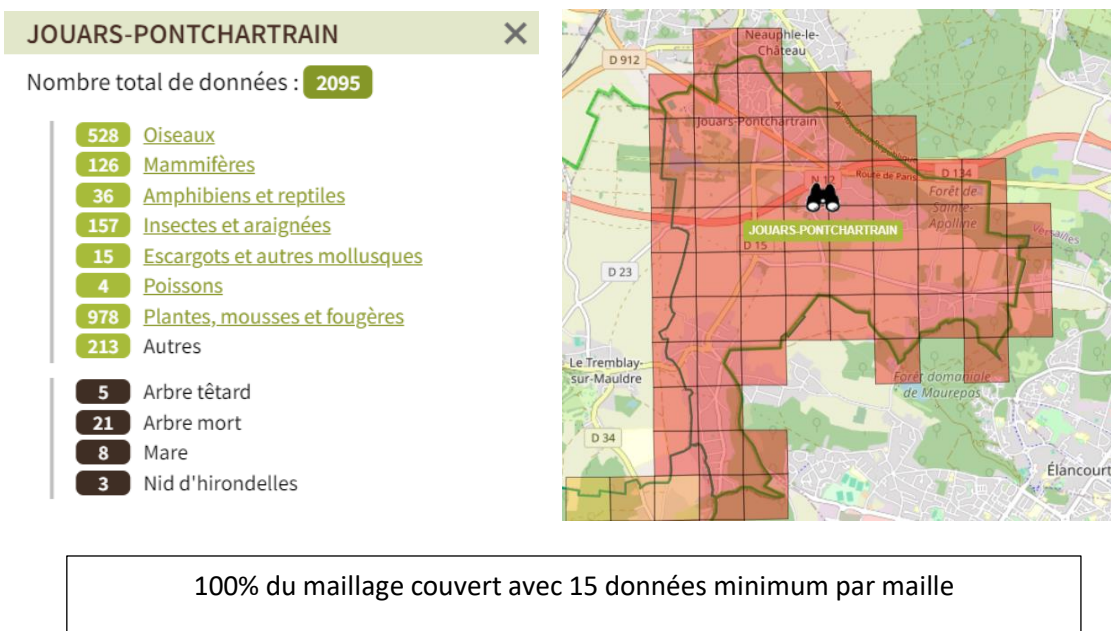 JOUARS-PONTCHARTRAIN
Nombre total de données : 2095
528 Oiseaux
126 Mammifères
36 Amphibiens et reptiles
157 Insectes et araignées
15 Escargots et autres mollusques
4 Poissons
978 Plantes, mousses et fougères
213 Autres
5 Arbre têtard
21 Arbre mort
8 Mare
3 Nid d'hirondelles
Neauphle-le-
Château
D 912
Jouars-Pontchartrain
Route de Paris
D 134
N 12
Forêt de
Sainte-
Apolline
JOUARS-PONTCHARTRAIN
Versailles
D 15
D 23
Le Tremblay-
sur-Mauldre
Forêt domaniale
de Maurepas
D 34
Élancourt
100% du maillage couvert avec 15 données minimum par maille